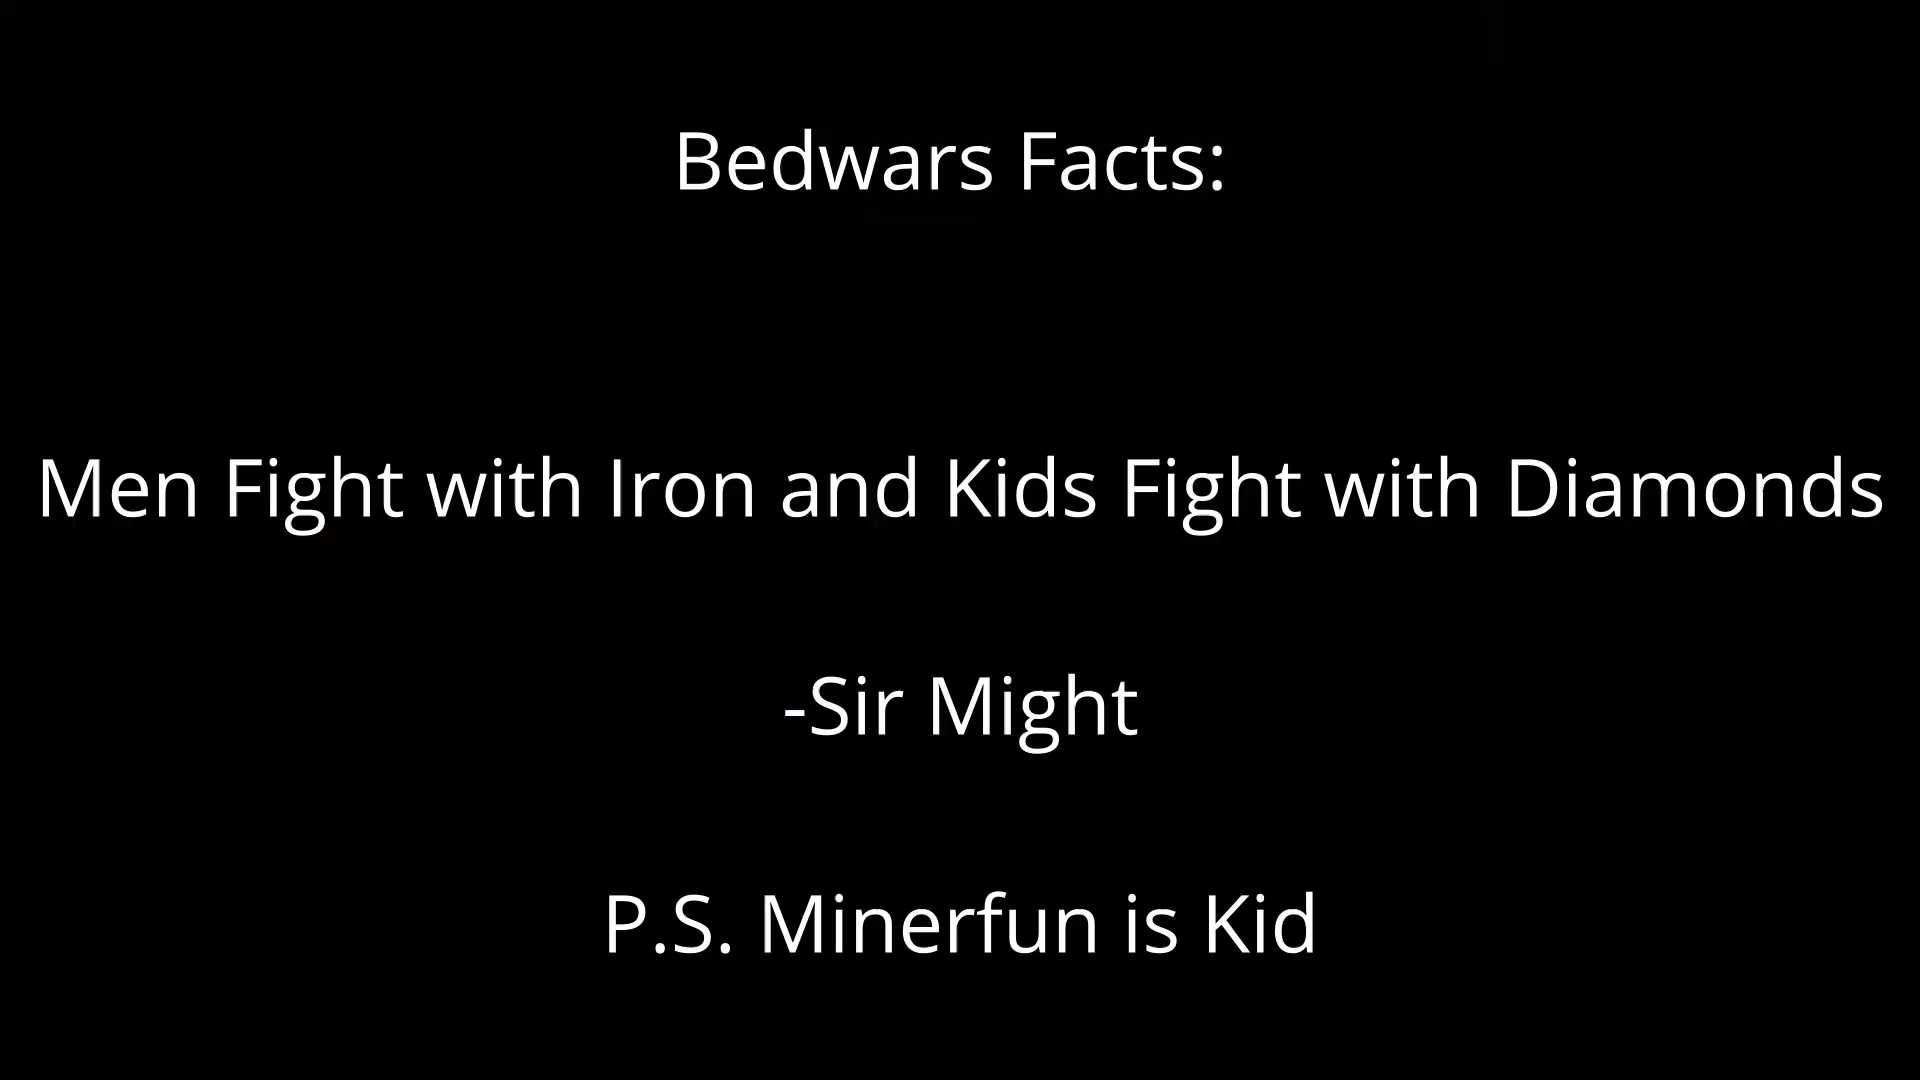 Bedwars Facts:
Men Fight with Iron and Kids Fight with Diamonds
-Sir Might
P.S. Minerfun is Kid